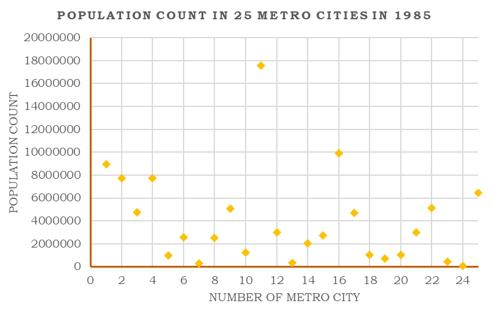 POPULATION COUNT IN 25 METRO CITIES IN 1985
20000000
18000000
16000000
14000000
12000000
10000000
8000000
6000000
4000000
2000000
0
POPULATION COUNT
0 2 4 6 8 10 12 14 16 18 20 22 24
NUMBER OF METRO CITY